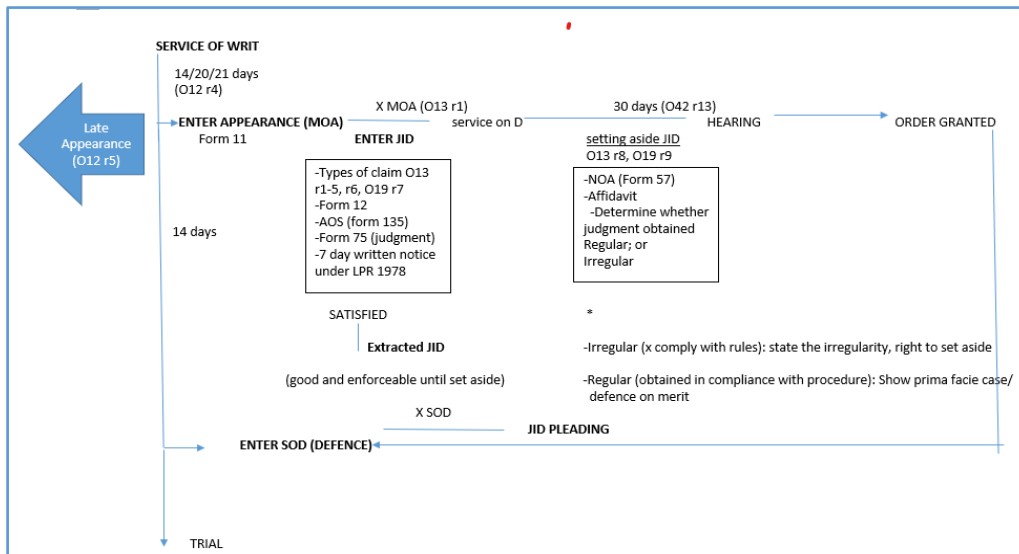 SERVICE OF WRIT
14/20/21 days
(O12 r4)
Late
Appearance
(O12 r5)
ENTER APPEARANCE (MOA)
Form 11
X MOA (O13 r1)
service on D
ENTER JID
30 days (O42 r13)
HEARING
ORDER GRANTED
setting aside JID
O13 r8, O19 r9
-Types of claim O13
r1-5, r6, O19 r7
-Form 12
-AOS (form 135)
-Form 75 (judgment)
-7 day written notice
under LPR 1978
-NOA (Form 57)
-Affidavit
-Determine whether
judgment obtained
Regular; or
Irregular
14 days
SATISFIED
Extracted JID
(good and enforceable until set aside)
*
-Irregular (x comply with rules): state the irregularity, right to set aside
-Regular (obtained in compliance with procedure): Show prima facie case/
defence on merit
X SOD
JID PLEADING
ENTER SOD (DEFENCE)
TRIAL